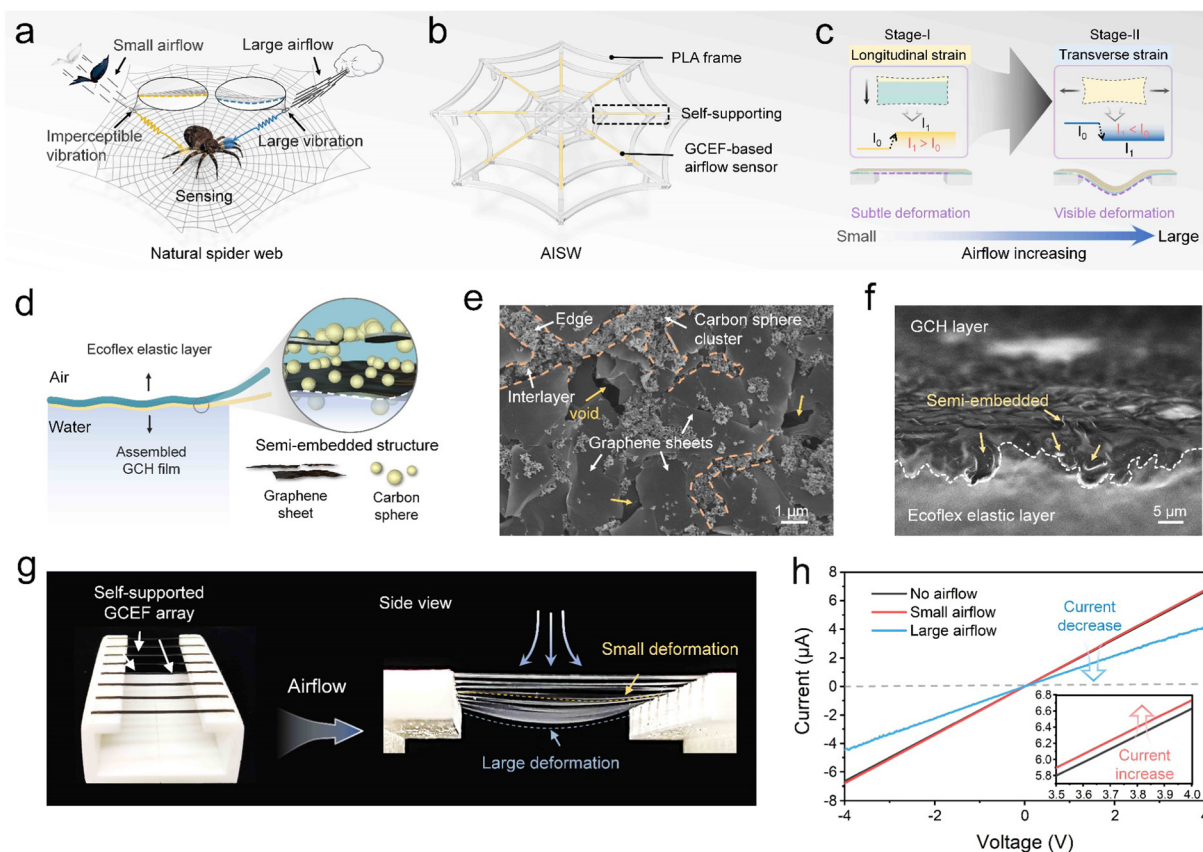 a
Small airflow
Large airflow
Imperceptible
vibration
Large vibration
Sensing
Natural spider web
b
PLA frame
Self-supporting
GCEF-based
airflow sensor
AISW
c
Stage-I
Longitudinal strain
I₁
I₀
I₁ > I₀
Subtle deformation
Stage-II
Transverse strain
I₀
I₁ < I₀
I₁
Visible deformation
Small
Large
Airflow increasing
d
Ecoflex elastic layer
Air
Water
Assembled
GCH film
Semi-embedded structure
Graphene
sheet
Carbon
sphere
e
Edge
Carbon sphere
cluster
Interlayer
void
Graphene sheets
1 μm
f
GCH layer
Semi-embedded
Ecoflex elastic layer
5 μm
g
Self-supported
GCEF array
Airflow
Side view
Small deformation
Large deformation
h
8
6
4
2
0
-2
-4
-6
-8
Current (μA)
No airflow
Small airflow
Large airflow
Current
decrease
6.8
6.6
6.4
6.2
6.0
5.8
Current
increase
3.5 3.6 3.7 3.8 3.9 4.0
-4 -2 0 2 4
Voltage (V)